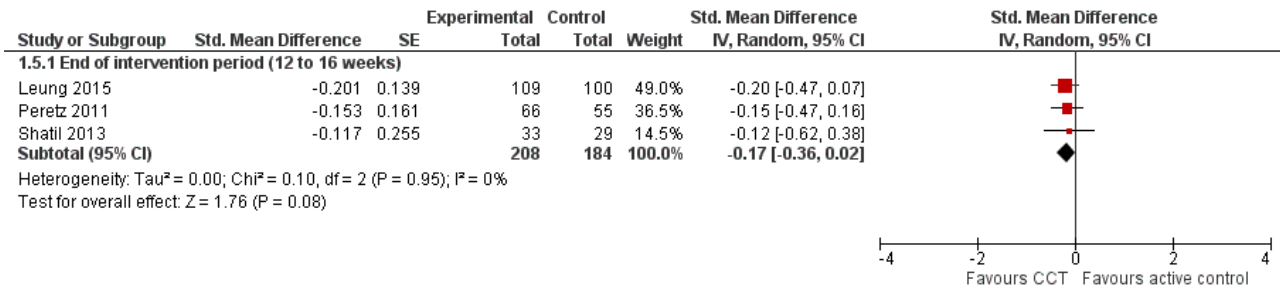 Experimental Control Std. Mean Difference Std. Mean Difference
Study or Subgroup Std. Mean Difference SE Total Total Weight IV, Random, 95% CI IV, Random, 95% CI
1.5.1 End of intervention period (12 to 16 weeks)
Leung 2015 -0.201 0.139 109 100 49.0% -0.20 [-0.47, 0.07]
Peretz 2011 -0.153 0.161 66 55 36.5% -0.15 [-0.47, 0.16]
Shatil 2013 -0.117 0.255 33 29 14.5% -0.12 [-0.62, 0.38]
Subtotal (95% CI) 208 184 100.0% -0.17 [-0.36, 0.02]
Heterogeneity: Tau² = 0.00; Chi² = 0.10, df = 2 (P = 0.95); I² = 0%
Test for overall effect: Z = 1.76 (P = 0.08)
-4 -2 0 2 4
Favours CCT Favours active control